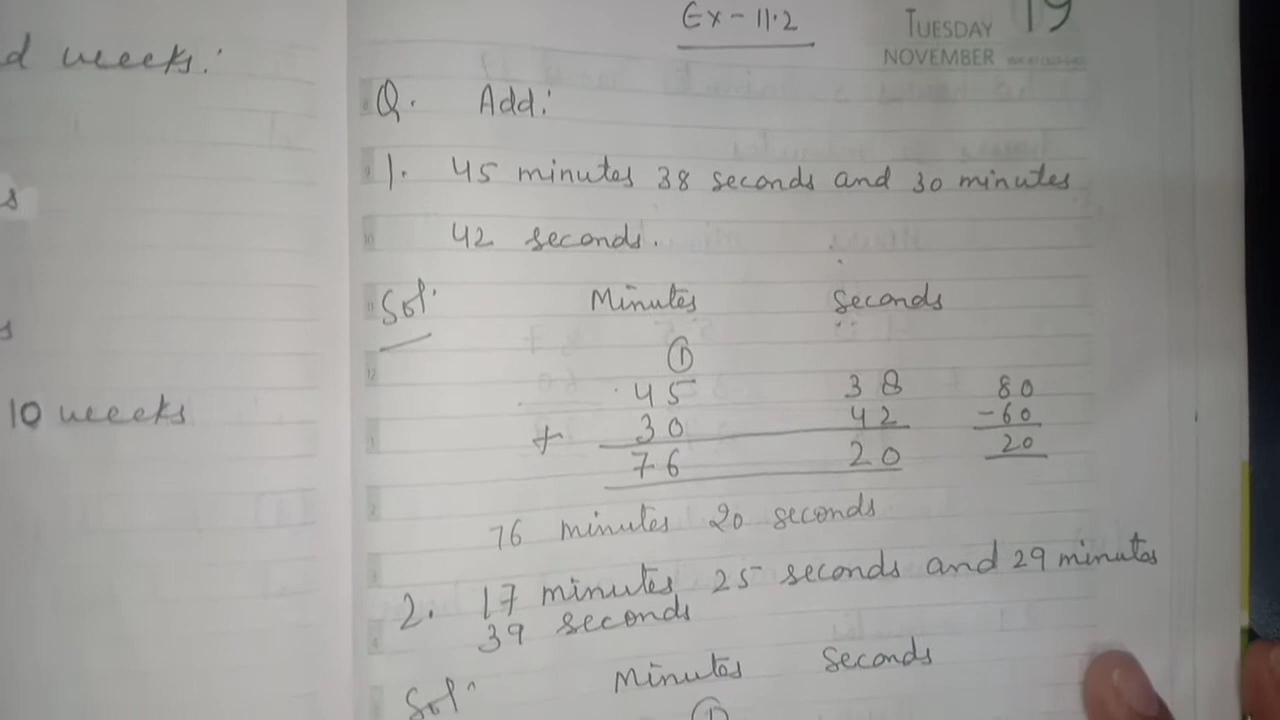 d weeks.
s
s
10 weeks
Ex - 11.2
TUESDAY 19
NOVEMBER
Q. Add:
1. 45 minutes 38 seconds and 30 minutes
42 seconds.
Sol.
Minutes Seconds
1
45 38 80
+ 30 42 -60
76 20 20
76 minutes 20 seconds
2. 17 minutes 25 seconds and 29 minutes
39 seconds
Sol.
Minutes Seconds
1